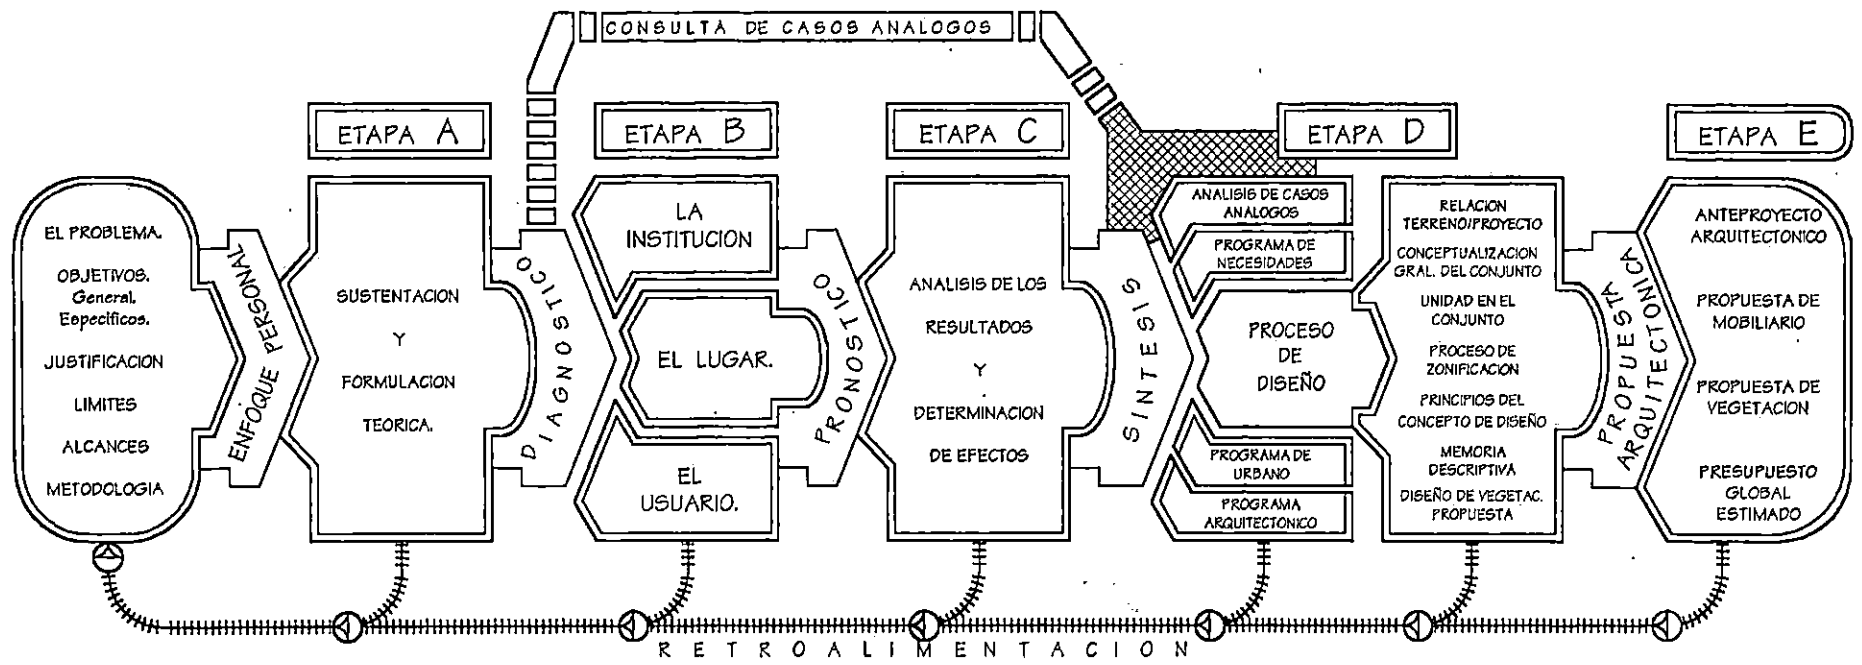 CONSULTA DE CASOS ANALOGOS
ETAPA A
ETAPA B
ETAPA C
ETAPA D
ETAPA E
EL PROBLEMA.
OBJETIVOS.
General.
Específicos.
JUSTIFICACION
LIMITES
ALCANCES
METODOLOGIA
ENFOQUE PERSONAL
SUSTENTACION
Y
FORMULACION
TEORICA.
DIAGNOSTICO
LA
INSTITUCION
EL LUGAR.
EL
USUARIO.
PRONOSTICO
ANALISIS DE LOS
RESULTADOS
Y
DETERMINACION
DE EFECTOS
SINTESIS
ANALISIS DE CASOS
ANALOGOS
PROGRAMA DE
NECESIDADES
PROCESO
DE
DISEÑO
PROGRAMA DE
URBANO
PROGRAMA
ARQUITECTONICO
RELACION
TERRENO/PROYECTO
CONCEPTUALIZACION
GRAL. DEL CONJUNTO
UNIDAD EN EL
CONJUNTO
PROCESO DE
ZONIFICACION
PRINCIPIOS DEL
CONCEPTO DE DISEÑO
MEMORIA
DESCRIPTIVA
DISEÑO DE VEGETAC.
PROPUESTA
PROPUESTA
ARQUITECTONICA
ANTEPROYECTO
ARQUITECTONICO
PROPUESTA DE
MOBILIARIO
PROPUESTA DE
VEGETACION
PRESUPUESTO
GLOBAL
ESTIMADO
RETROALIMENTACION